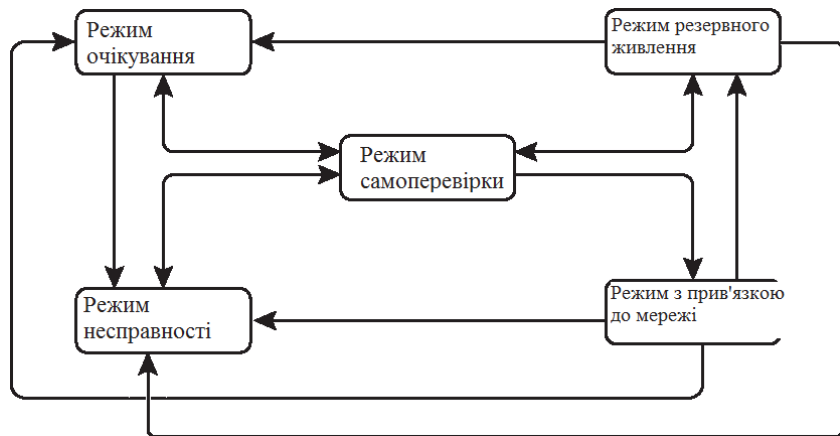 Режим
очікування
Режим резервного
живлення
Режим
самоперевірки
Режим
несправності
Режим з прив'язкою
до мережі